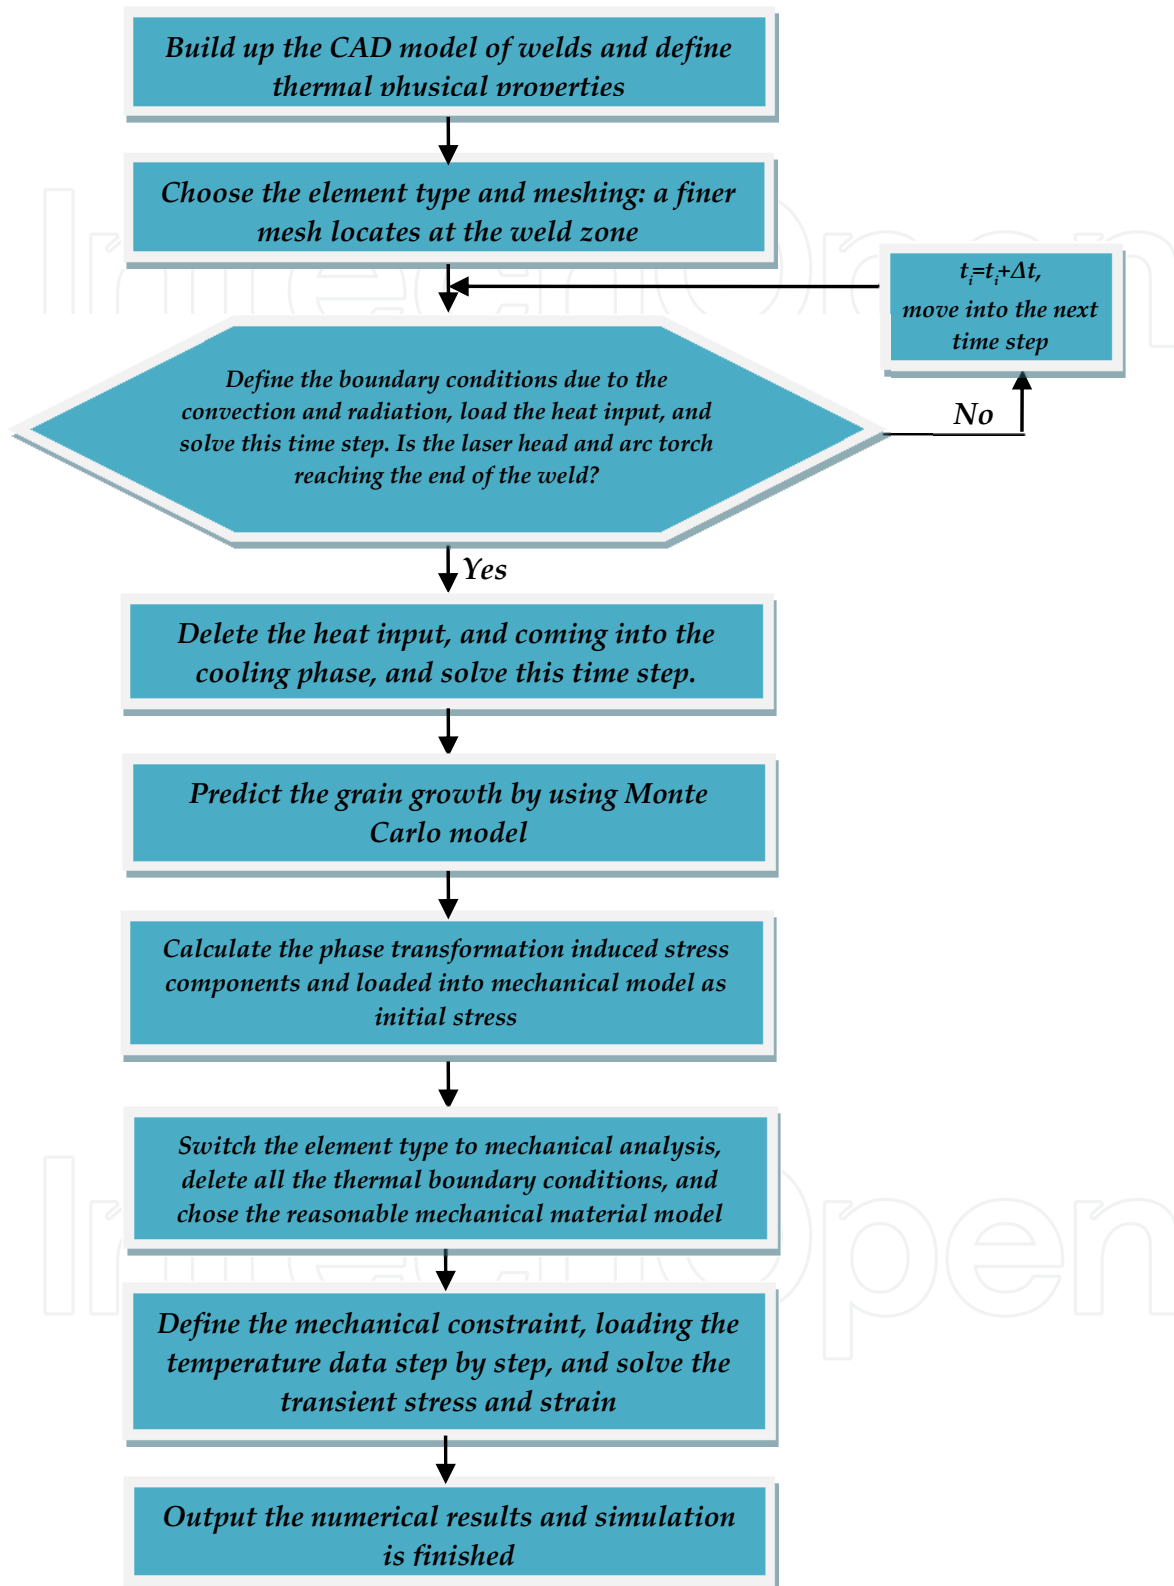 Build up the CAD model of welds and define
thermal physical properties
Choose the element type and meshing: a finer
mesh locates at the weld zone
tᵢ=tᵢ+Δt,
move into the next
time step
Define the boundary conditions due to the
convection and radiation, load the heat input, and
solve this time step. Is the laser head and arc torch
reaching the end of the weld?
No
Yes
Delete the heat input, and coming into the
cooling phase, and solve this time step.
Predict the grain growth by using Monte
Carlo model
Calculate the phase transformation induced stress
components and loaded into mechanical model as
initial stress
Switch the element type to mechanical analysis,
delete all the thermal boundary conditions, and
chose the reasonable mechanical material model
Define the mechanical constraint, loading the
temperature data step by step, and solve the
transient stress and strain
Output the numerical results and simulation
is finished
IntechOpen
IntechOpen